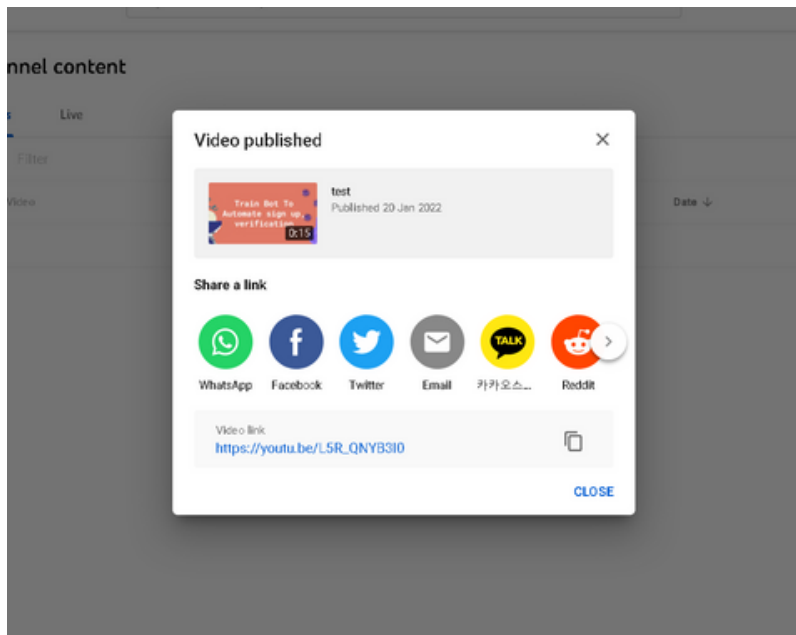 nnel content
s
Live
Filter
Video
Date ↓
Video published
Train Bot To
Automate sign up,
verification
0:15
test
Published 20 Jan 2022
Share a link
TALK
WhatsApp
Facebook
Twitter
Email
카카오스...
Reddit
Video link
https://youtu.be/L5R_QNYB3I0
CLOSE